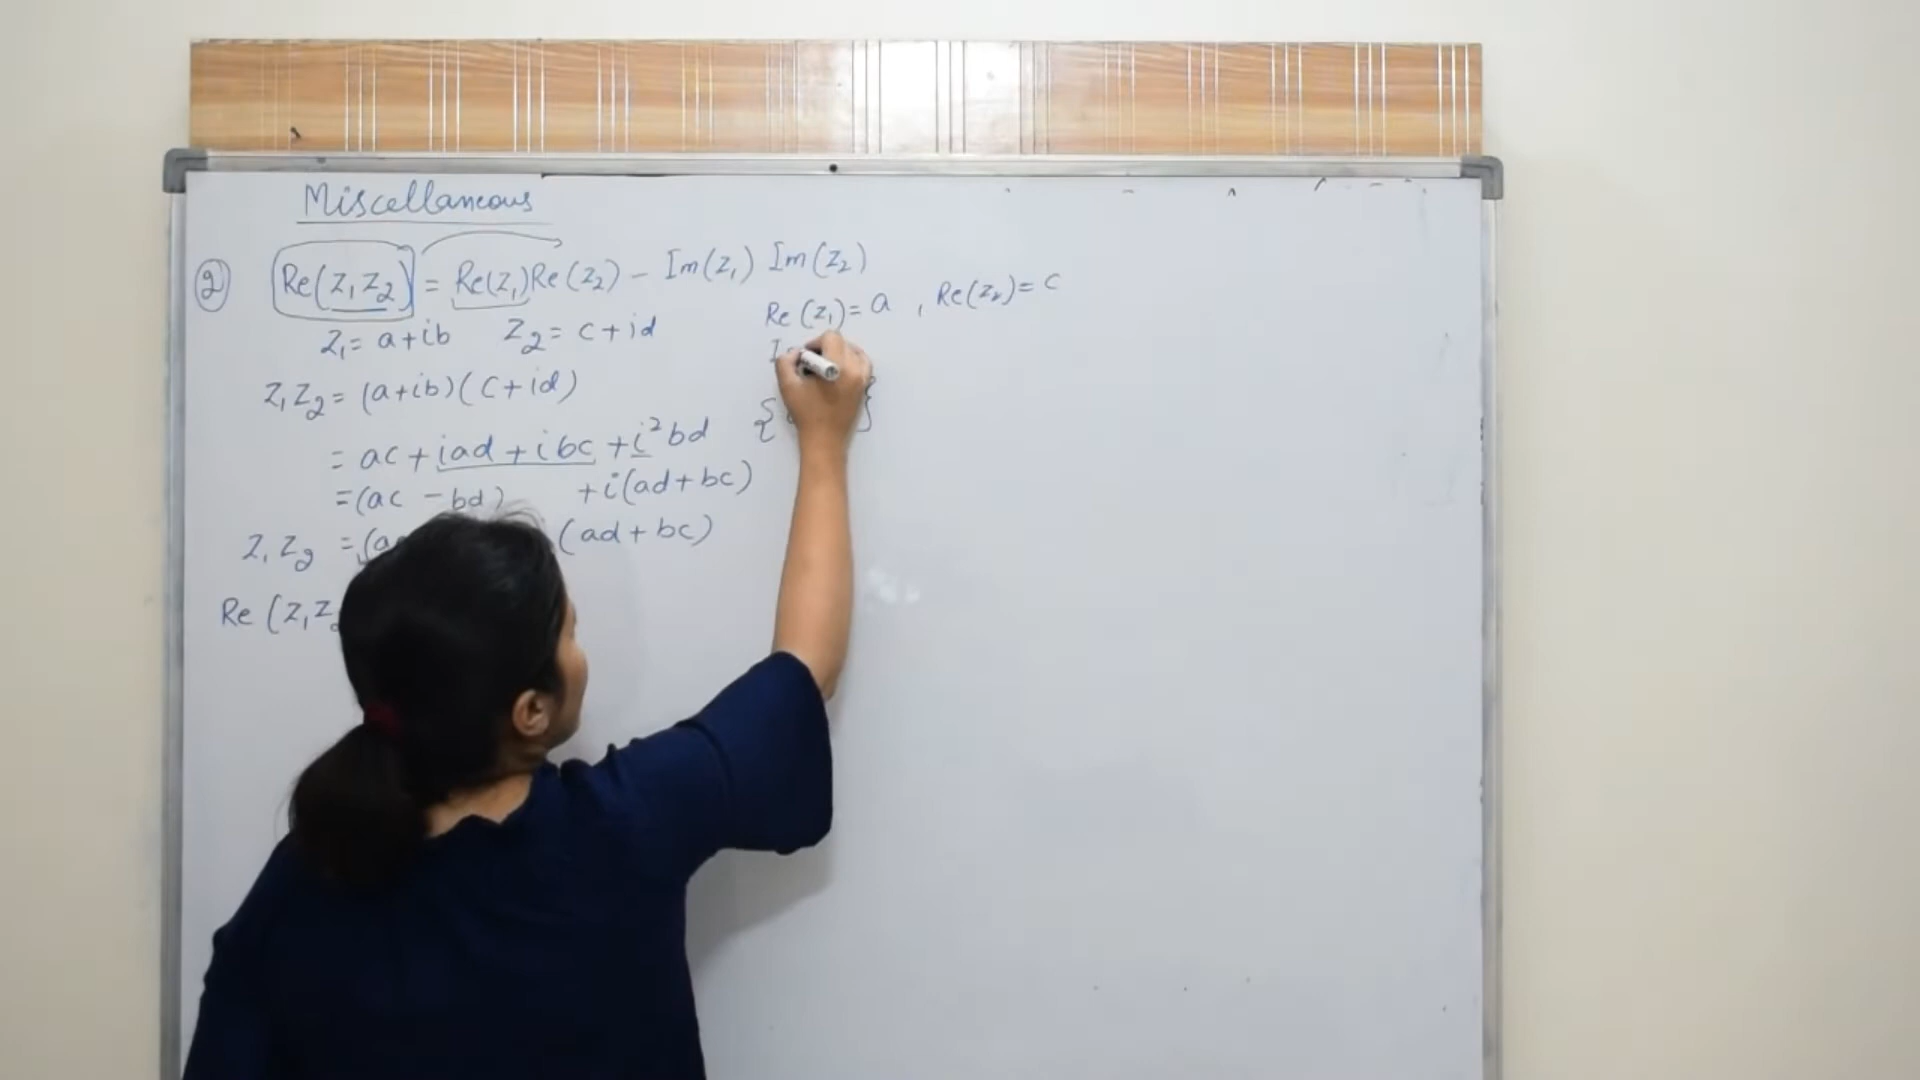 Miscellaneous
② Re(z₁z₂) = Re(z₁)Re(z₂) − Im(z₁) Im(z₂)
z₁ = a+ib z₂ = c+id
Re(z₁) = a , Re(z₂) = c
z₁z₂ = (a+ib)(c+id)
= ac + iad + ibc + i²bd
= (ac − bd) + i(ad+bc)
z₁z₂ = (ad+bc)
Re (z₁z₂